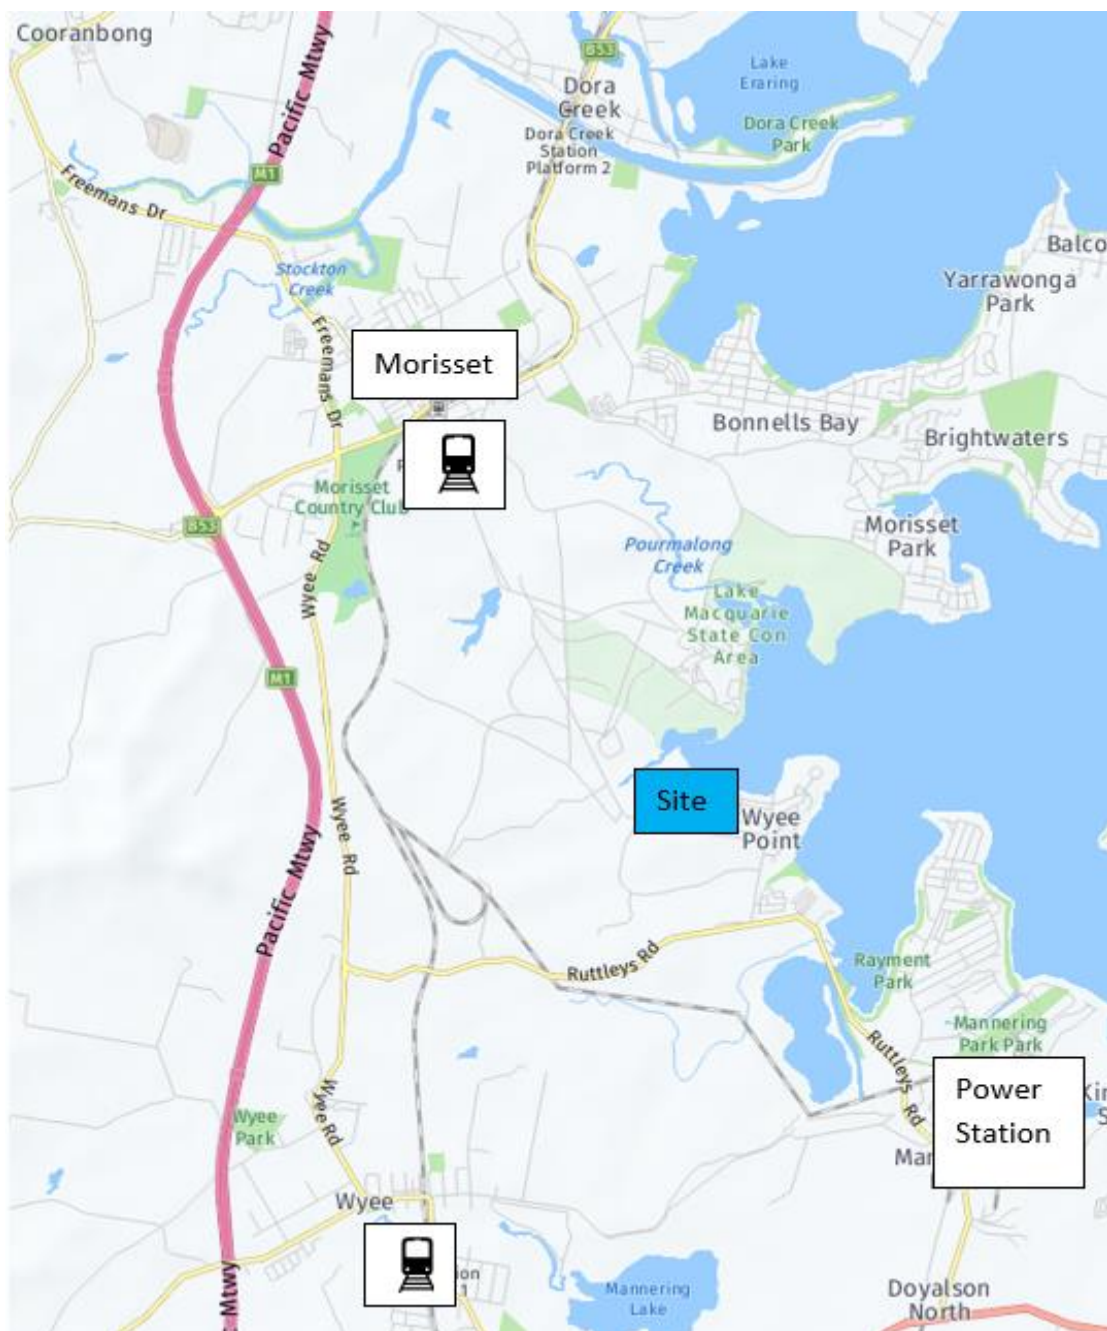 Cooranbong
Pacific Mtwy
B53
Lake
Eraring
Dora
Creek
Dora Creek
Park
Dora Creek
Station
Platform 2
M1
Freemans Dr
Balco
Stockton
Creek
Yarrawonga
Park
Freemans Dr
Morisset
Bonnells Bay
Brightwaters
Morisset
Country Club
B53
Morisset
Park
Pourmalong
Creek
Wyee Rd
Lake
Macquarie
State Con
Area
M1
Site
Wyee
Point
Wyee Rd
Pacific Mtwy
Ruttleys Rd
Rayment
Park
Mannering
Park Park
Ruttleys Rd
Power
Station
Wyee Rd
Wyee
Park
Mar
Wyee
Mannering
Lake
Doyalson
North
Mtwy